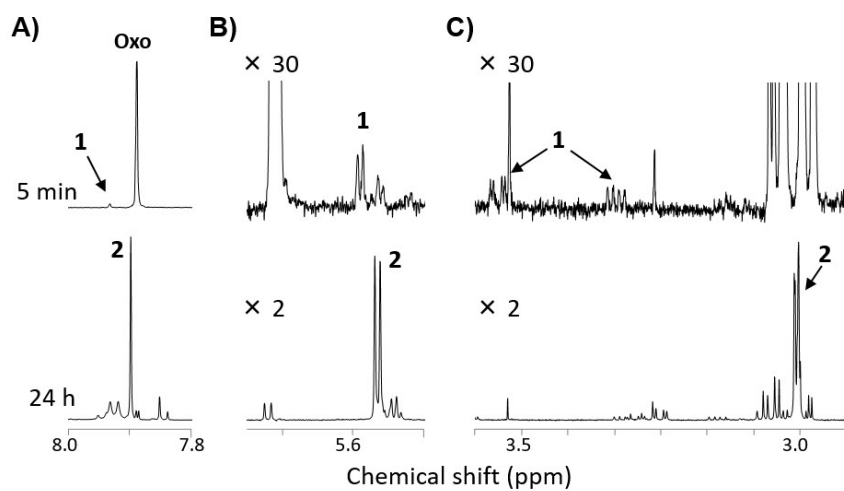 A)
B)
C)
Oxo
× 30
× 30
1
1
1
5 min
2
2
2
× 2
× 2
24 h
8.0
7.8
5.6
3.5
3.0
Chemical shift (ppm)